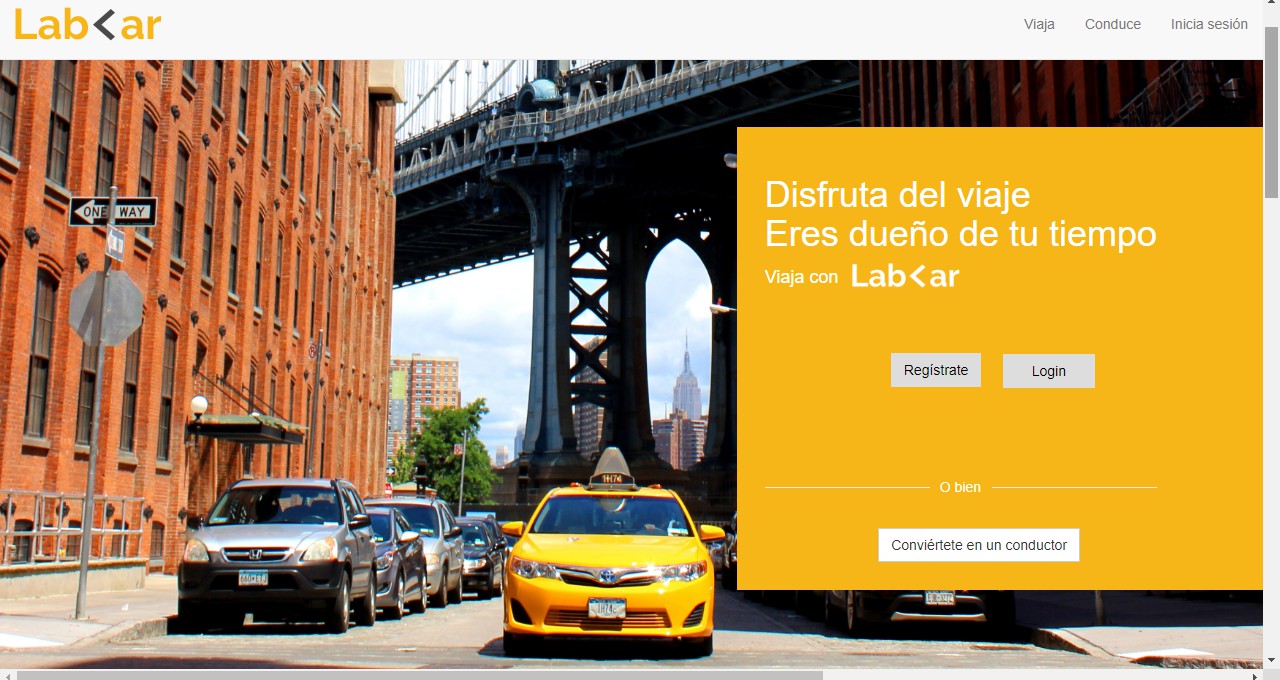 Lab<ar
Viaja Conduce Inicia sesión
ONE WAY
Disfruta del viaje
Eres dueño de tu tiempo
Viaja con Lab<ar
Regístrate Login
1H74
O bien
Conviértete en un conductor